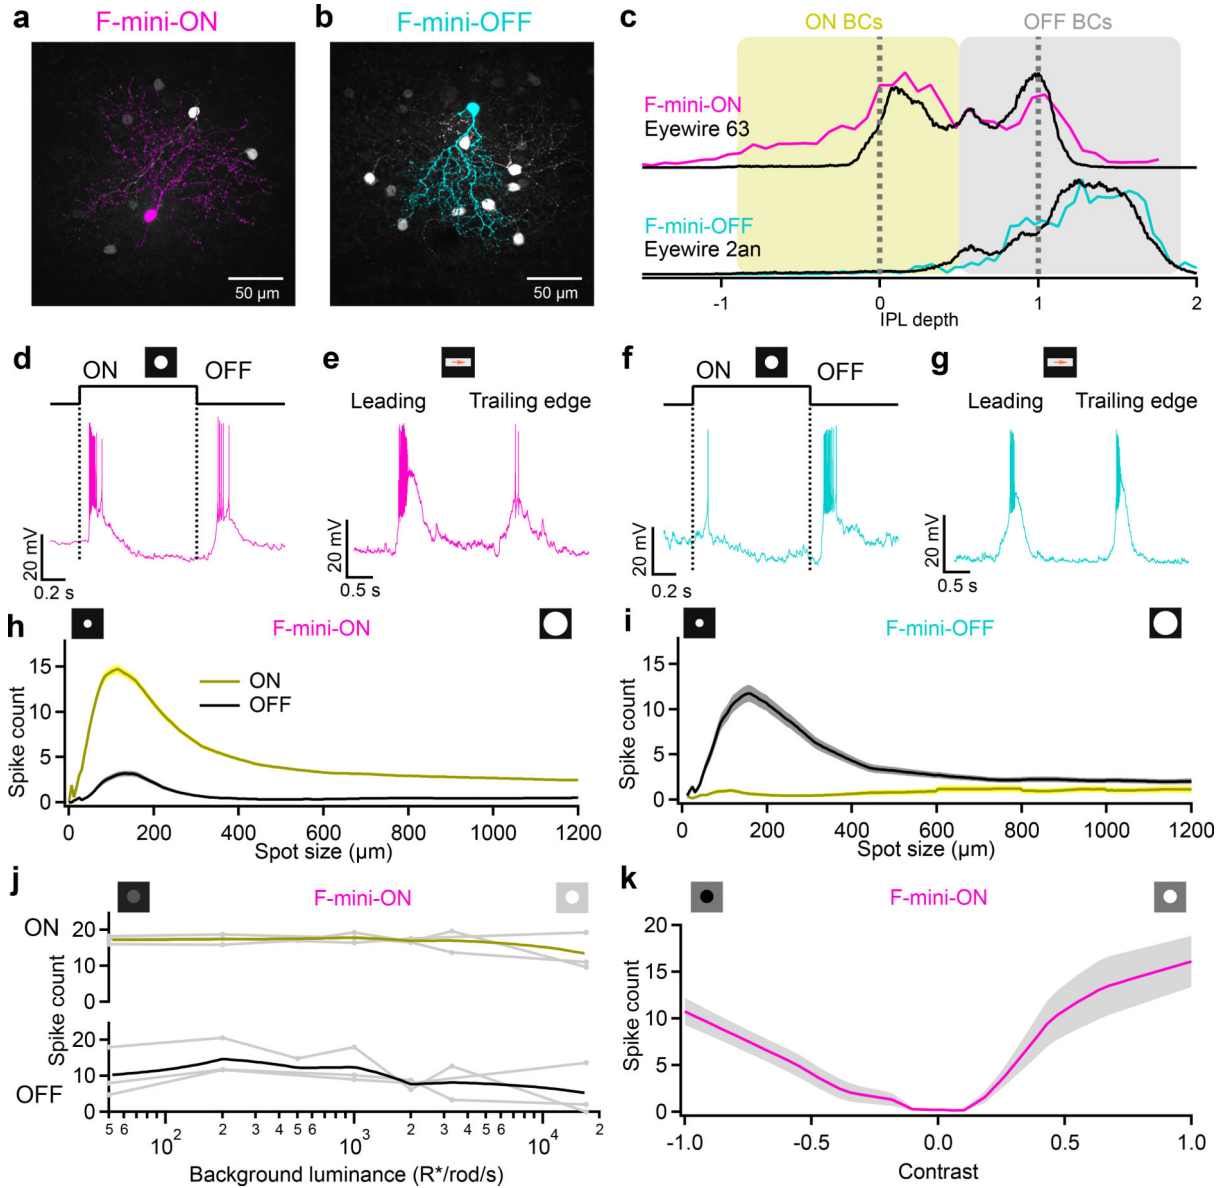 a F-mini-ON
50 µm
b F-mini-OFF
50 µm
c ON BCs OFF BCs
F-mini-ON
Eyewire 63
F-mini-OFF
Eyewire 2an
-1 0 1 2
IPL depth
d ON OFF
20 mV
0.2 s
e
Leading Trailing edge
20 mV
0.5 s
f ON OFF
20 mV
0.2 s
g
Leading Trailing edge
20 mV
0.5 s
h F-mini-ON
ON
OFF
Spike count
15
10
5
0
0 200 400 600 800 1000 1200
Spot size (µm)
i F-mini-OFF
Spike count
15
10
5
0
0 200 400 600 800 1000 1200
Spot size (µm)
j F-mini-ON
ON
20
10
0
Spike count
20
10
0
OFF
5 6 10² 2 3 4 5 6 10³ 2 3 4 5 6 10⁴ 2
Background luminance (R*/rod/s)
k F-mini-ON
Spike count
20
15
10
5
0
-1.0 -0.5 0.0 0.5 1.0
Contrast